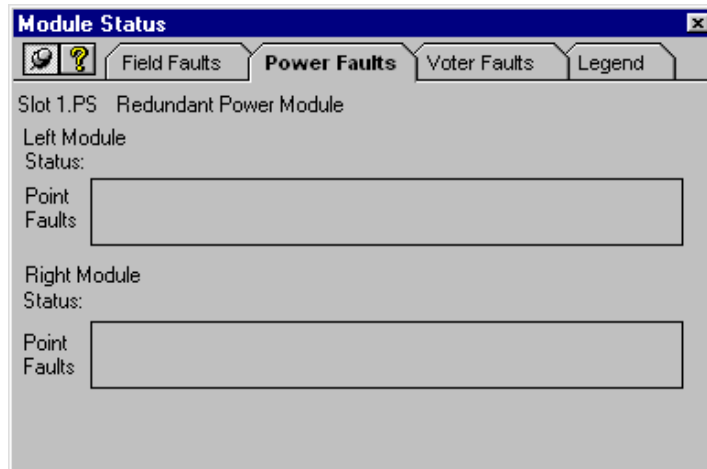 Module Status
Field Faults Power Faults Voter Faults Legend
Slot 1.PS Redundant Power Module
Left Module
Status:
Point
Faults
Right Module
Status:
Point
Faults